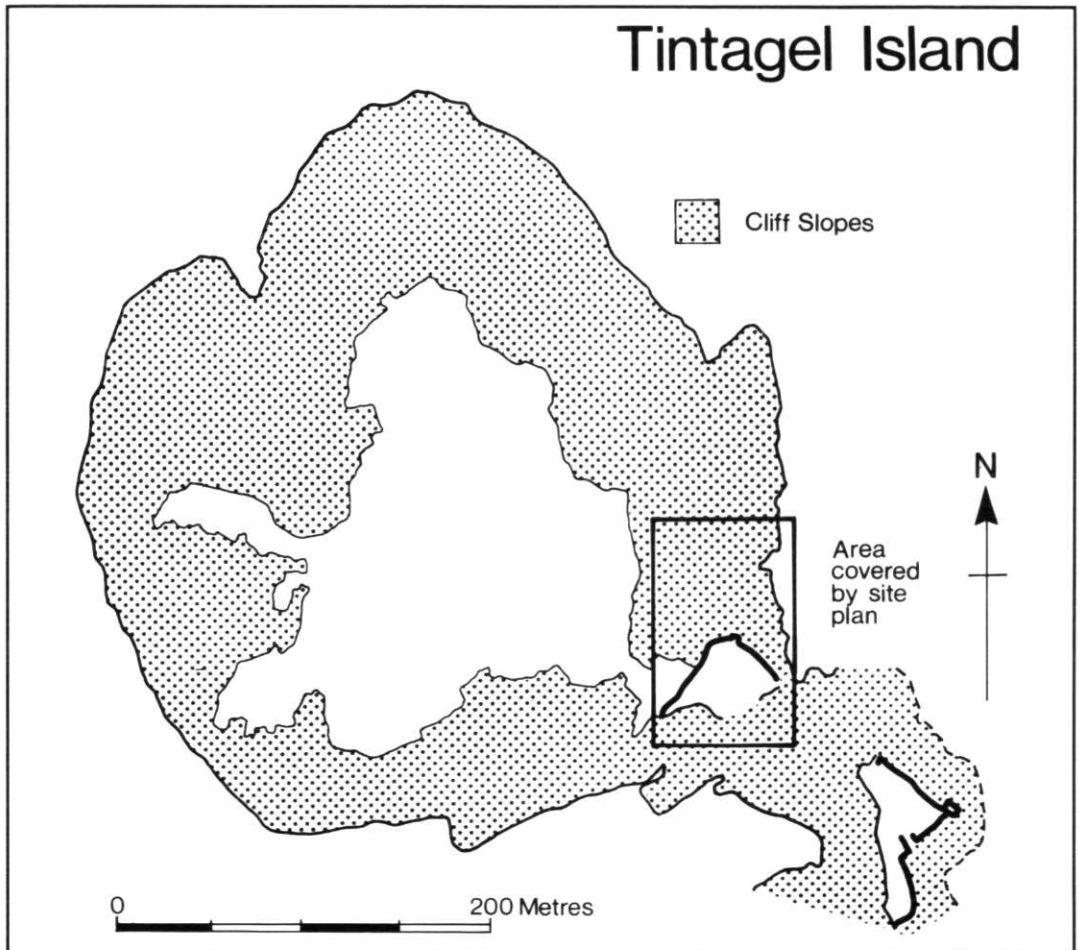 Tintagel Island
Cliff Slopes
N
Area
covered
by site
plan
0 200 Metres